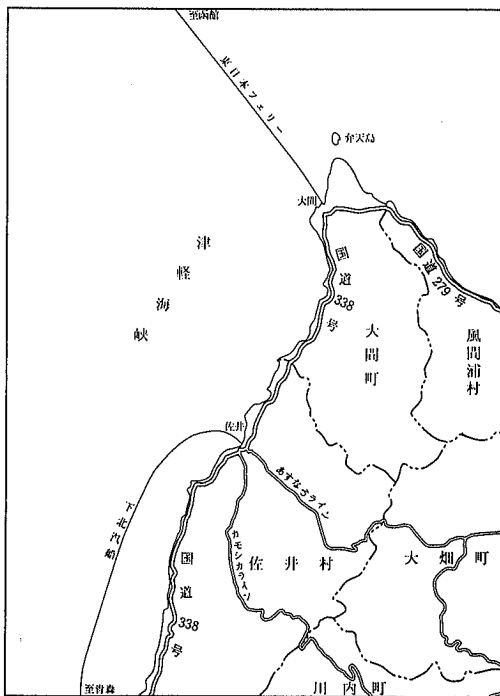 至函館
東日本フェリー
弁天島
大間
津軽海峡
国道338号
国道279号
大間町
風間浦村
佐井
あすなろライン
下北汽船
カモシカライン
佐井村
大畑町
国道338号
至青森
川内町